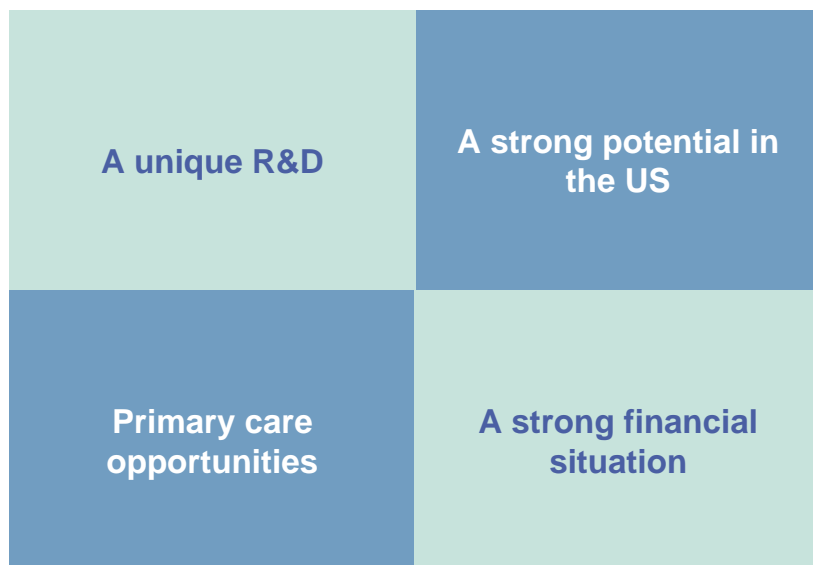 A unique R&D
A strong potential in
the US
Primary care
opportunities
A strong financial
situation